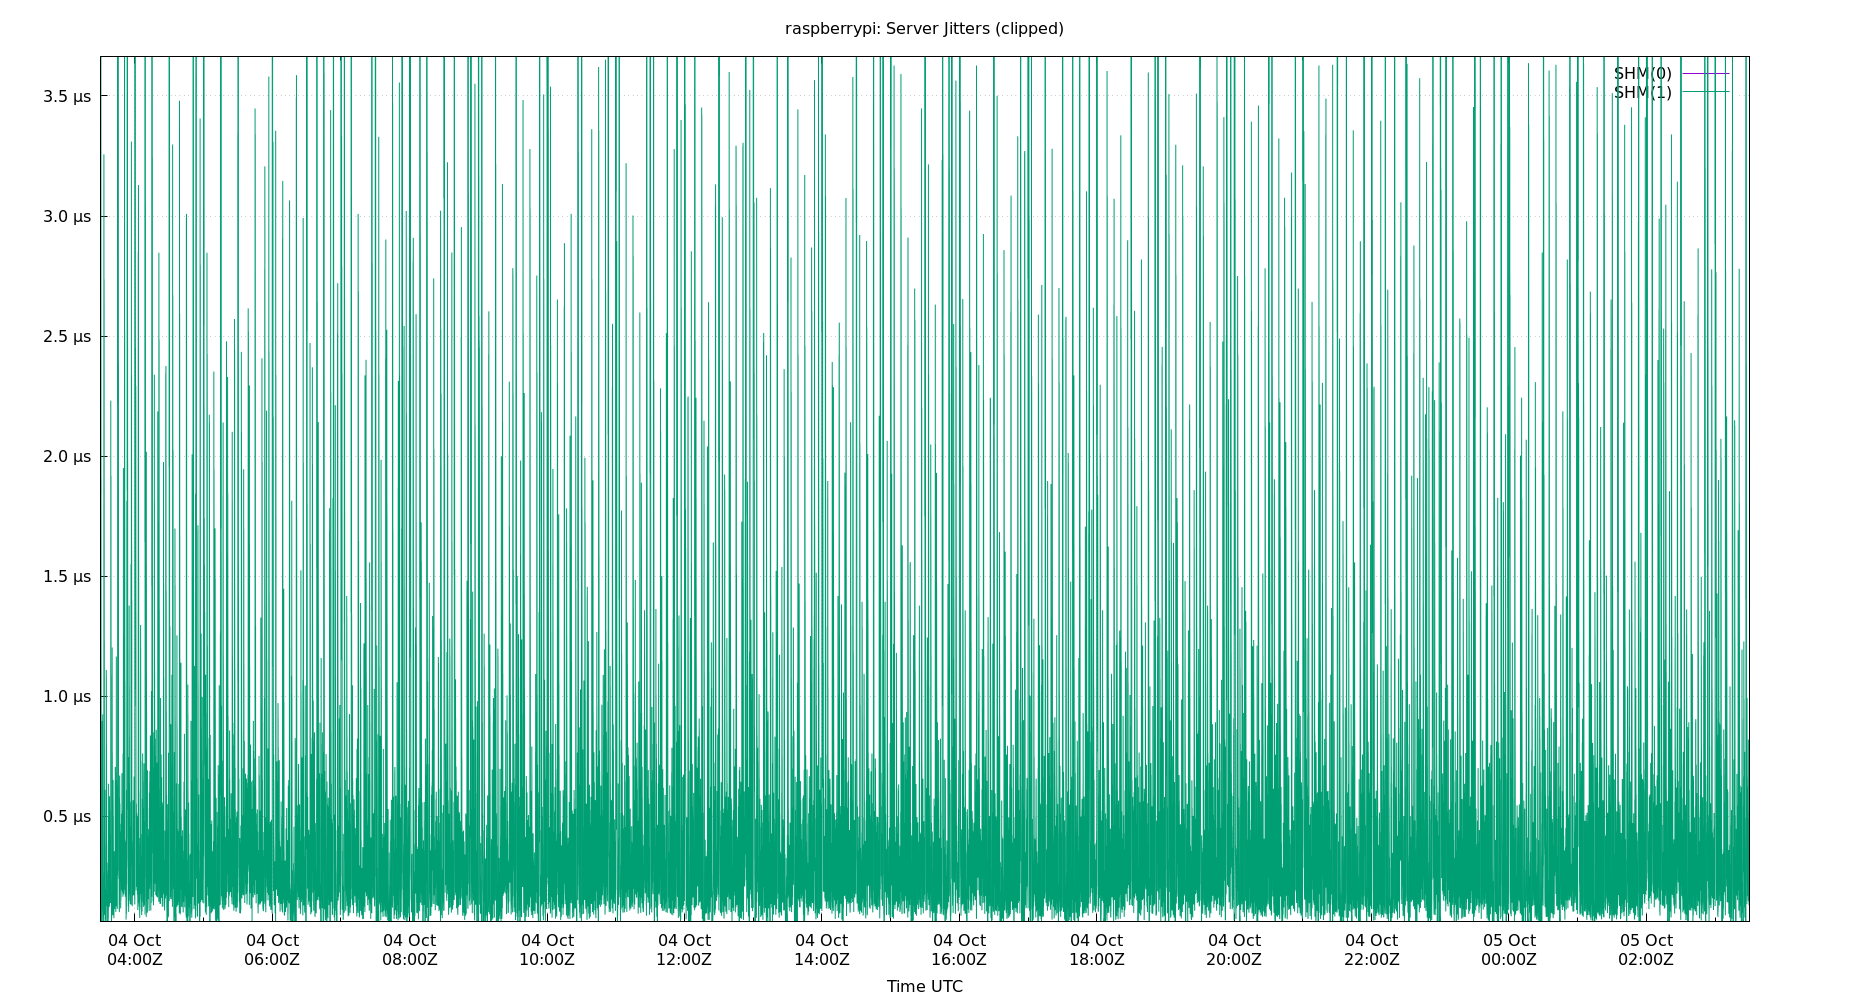 raspberrypi: Server Jitters (clipped)
SHM(0)
SHM(1)
3.5 µs
3.0 µs
2.5 µs
2.0 µs
1.5 µs
1.0 µs
0.5 µs
04 Oct 04 Oct 04 Oct 04 Oct 04 Oct 04 Oct 04 Oct 04 Oct 04 Oct 04 Oct 05 Oct 05 Oct
04:00Z 06:00Z 08:00Z 10:00Z 12:00Z 14:00Z 16:00Z 18:00Z 20:00Z 22:00Z 00:00Z 02:00Z
Time UTC